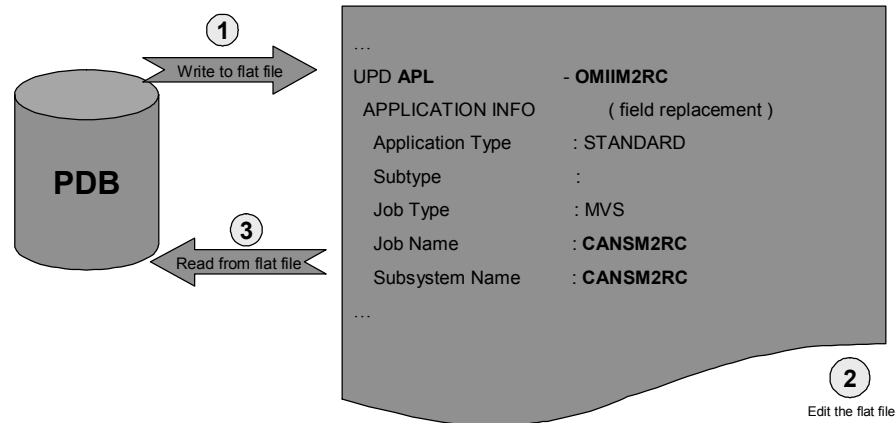 1
Write to flat file
PDB
3
Read from flat file
…
UPD APL - OMIIM2RC
APPLICATION INFO ( field replacement )
Application Type : STANDARD
Subtype :
Job Type : MVS
Job Name : CANSM2RC
Subsystem Name : CANSM2RC
…
2
Edit the flat file